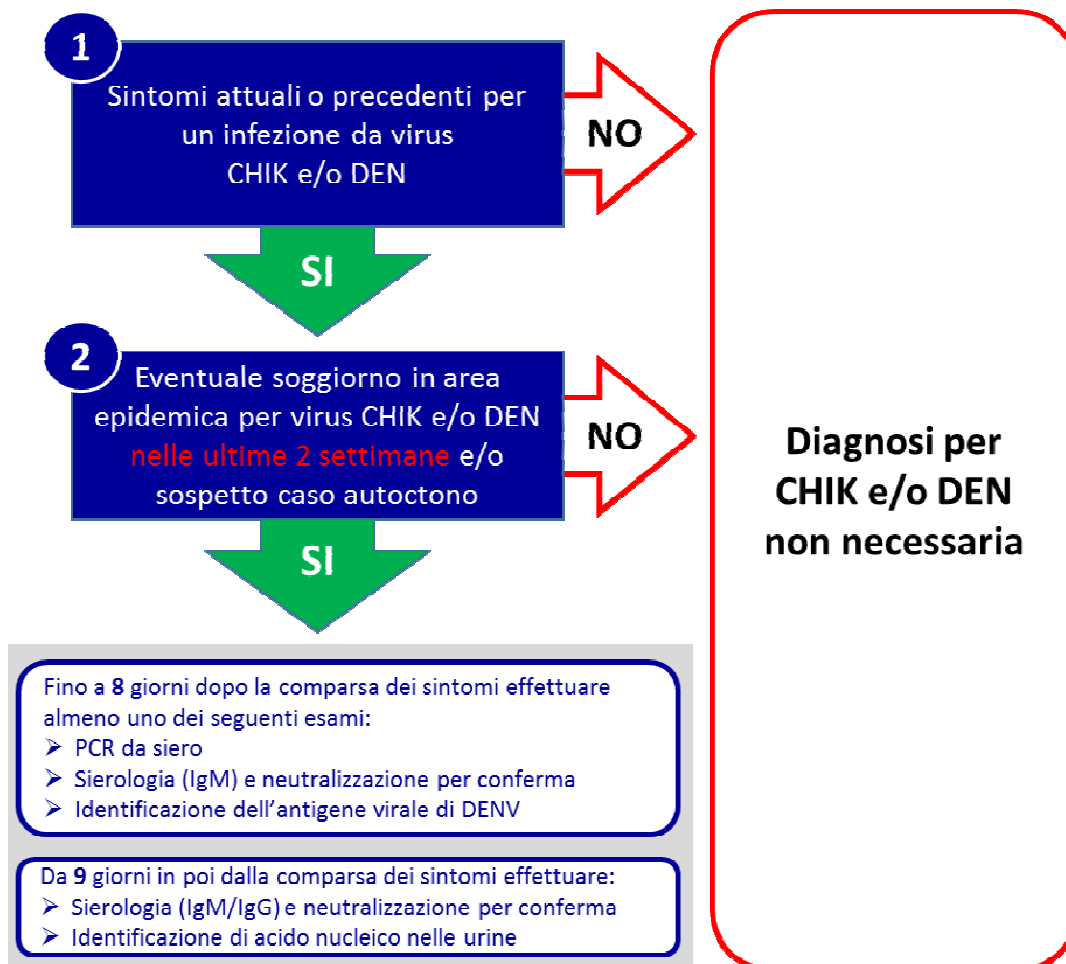 1
Sintomi attuali o precedenti per
un infezione da virus
CHIK e/o DEN
NO
SI
2
Eventuale soggiorno in area
epidemica per virus CHIK e/o DEN
nelle ultime 2 settimane e/o
sospetto caso autoctono
NO
SI
Diagnosi per
CHIK e/o DEN
non necessaria
Fino a 8 giorni dopo la comparsa dei sintomi effettuare
almeno uno dei seguenti esami:
➢ PCR da siero
➢ Sierologia (IgM) e neutralizzazione per conferma
➢ Identificazione dell'antigene virale di DENV
Da 9 giorni in poi dalla comparsa dei sintomi effettuare:
➢ Sierologia (IgM/IgG) e neutralizzazione per conferma
➢ Identificazione di acido nucleico nelle urine